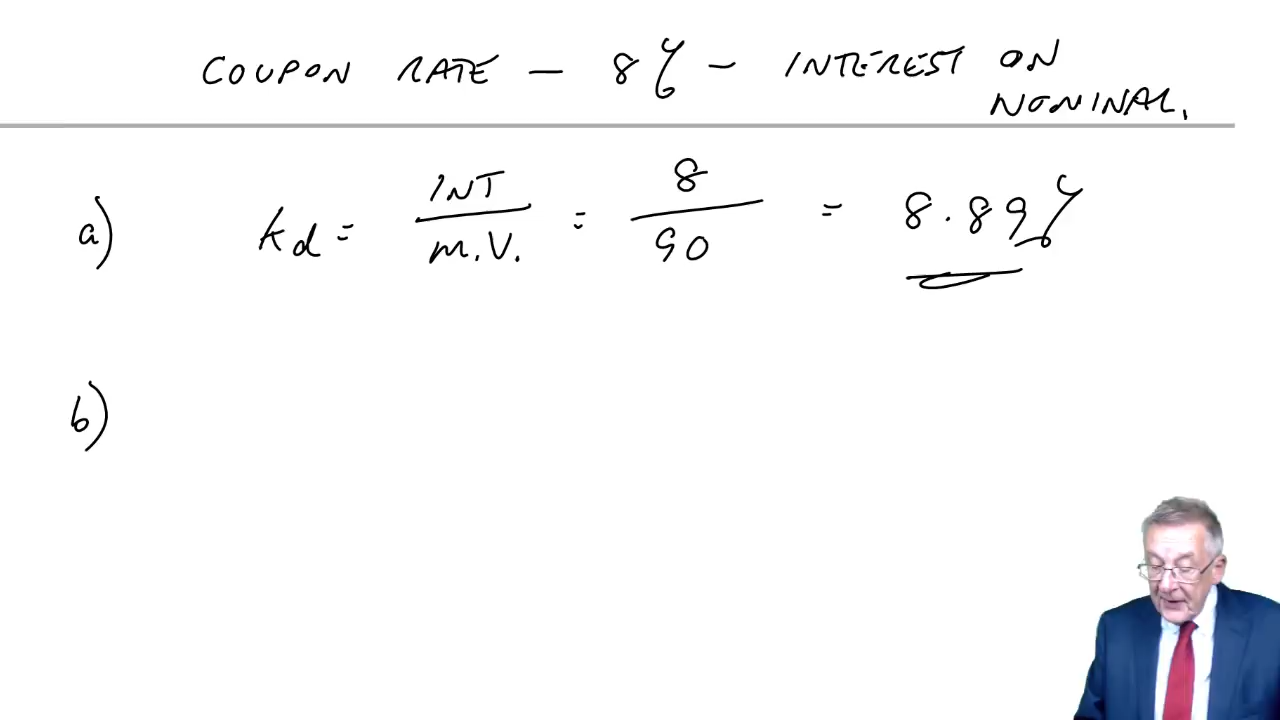 COUPON RATE - 8% - INTEREST ON
NOMINAL.
a) Kd = INT / M.V. = 8 / 90 = 8.89%
b)